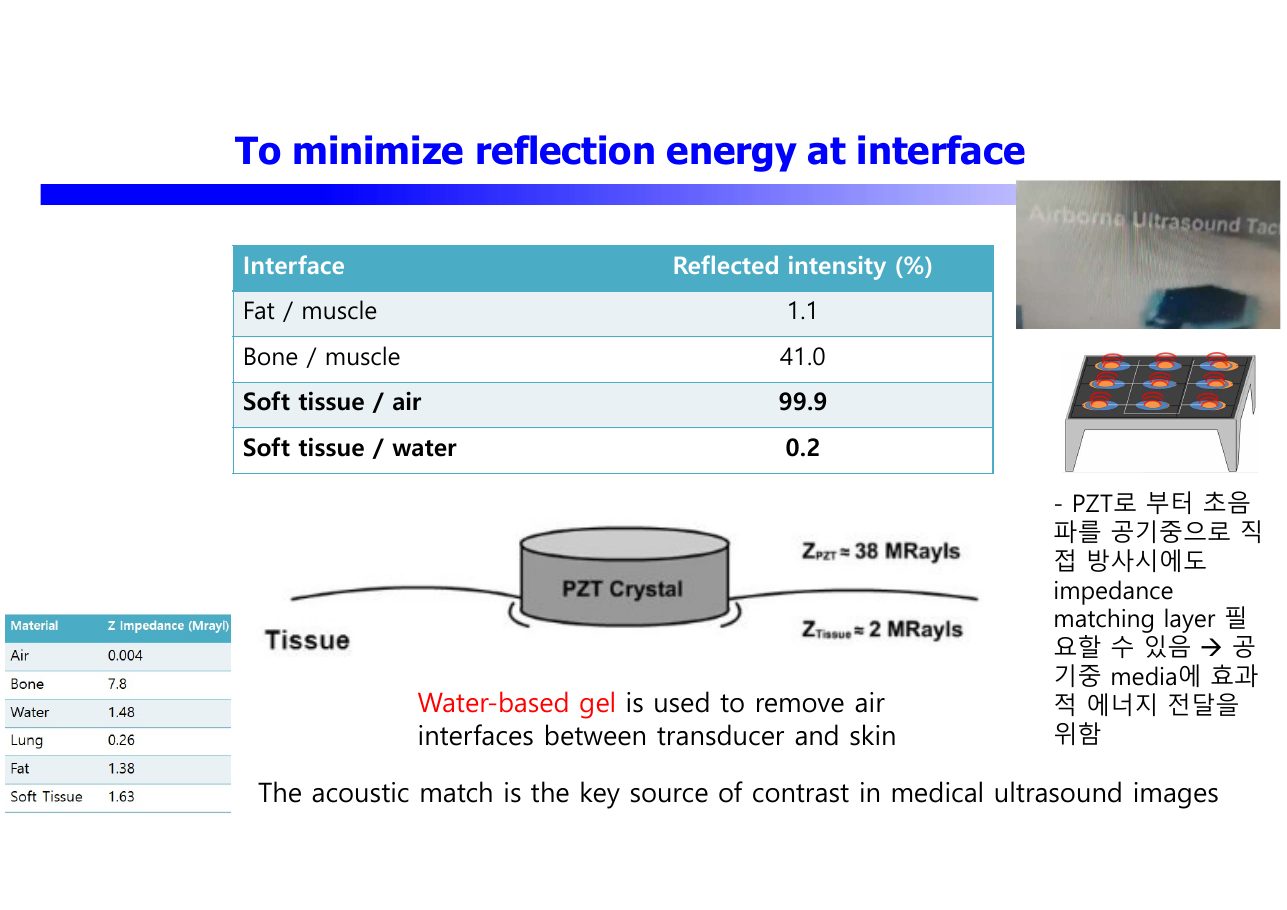 To minimize reflection energy at interface
Airborne Ultrasound Tac
Interface Reflected intensity (%)
Fat / muscle 1.1
Bone / muscle 41.0
Soft tissue / air 99.9
Soft tissue / water 0.2
PZT Crystal
Tissue
ZPZT ≈ 38 MRayls
ZTissue ≈ 2 MRayls
- PZT로 부터 초음
파를 공기중으로 직
접 방사시에도
impedance
matching layer 필
요할 수 있음 → 공
기중 media에 효과
적 에너지 전달을
위함
Material Z Impedance (Mrayl)
Air 0.004
Bone 7.8
Water 1.48
Lung 0.26
Fat 1.38
Soft Tissue 1.63
Water-based gel is used to remove air
interfaces between transducer and skin
The acoustic match is the key source of contrast in medical ultrasound images